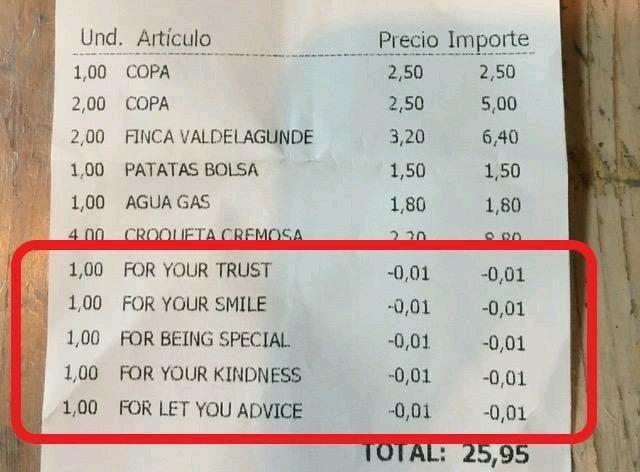 Und. Artículo Precio Importe
1,00 COPA 2,50 2,50
2,00 COPA 2,50 5,00
2,00 FINCA VALDELAGUNDE 3,20 6,40
1,00 PATATAS BOLSA 1,50 1,50
1,00 AGUA GAS 1,80 1,80
4,00 CROQUETA CREMOSA 2,20 8,80
1,00 FOR YOUR TRUST -0,01 -0,01
1,00 FOR YOUR SMILE -0,01 -0,01
1,00 FOR BEING SPECIAL -0,01 -0,01
1,00 FOR YOUR KINDNESS -0,01 -0,01
1,00 FOR LET YOU ADVICE -0,01 -0,01
TOTAL: 25,95